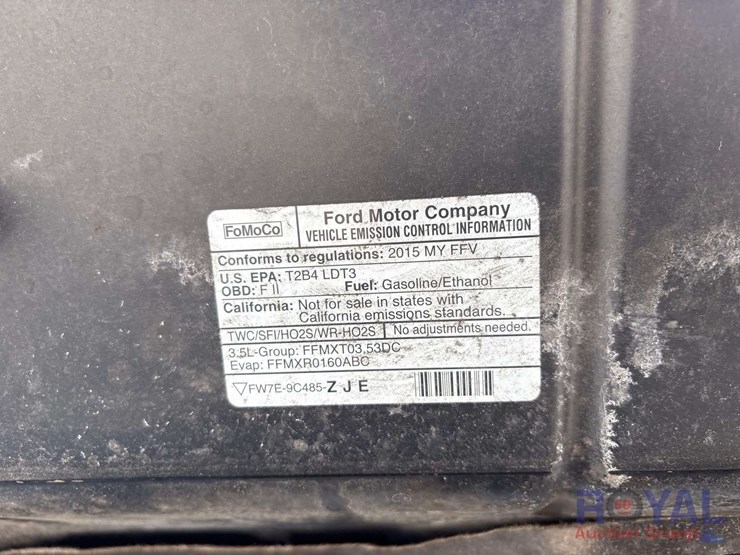 FoMoCo
Ford Motor Company
VEHICLE EMISSION CONTROL INFORMATION
Conforms to regulations: 2015 MY FFV
U.S. EPA: T2B4 LDT3
OBD: F II Fuel: Gasoline/Ethanol
California: Not for sale in states with
California emissions standards.
TWC/SFI/HO2S/WR-HO2S No adjustments needed.
3.5L-Group: FFMXT03.53DC
Evap: FFMXR0160ABC
▽FW7E-9C485-Z J E
ROYAL
Auction Group